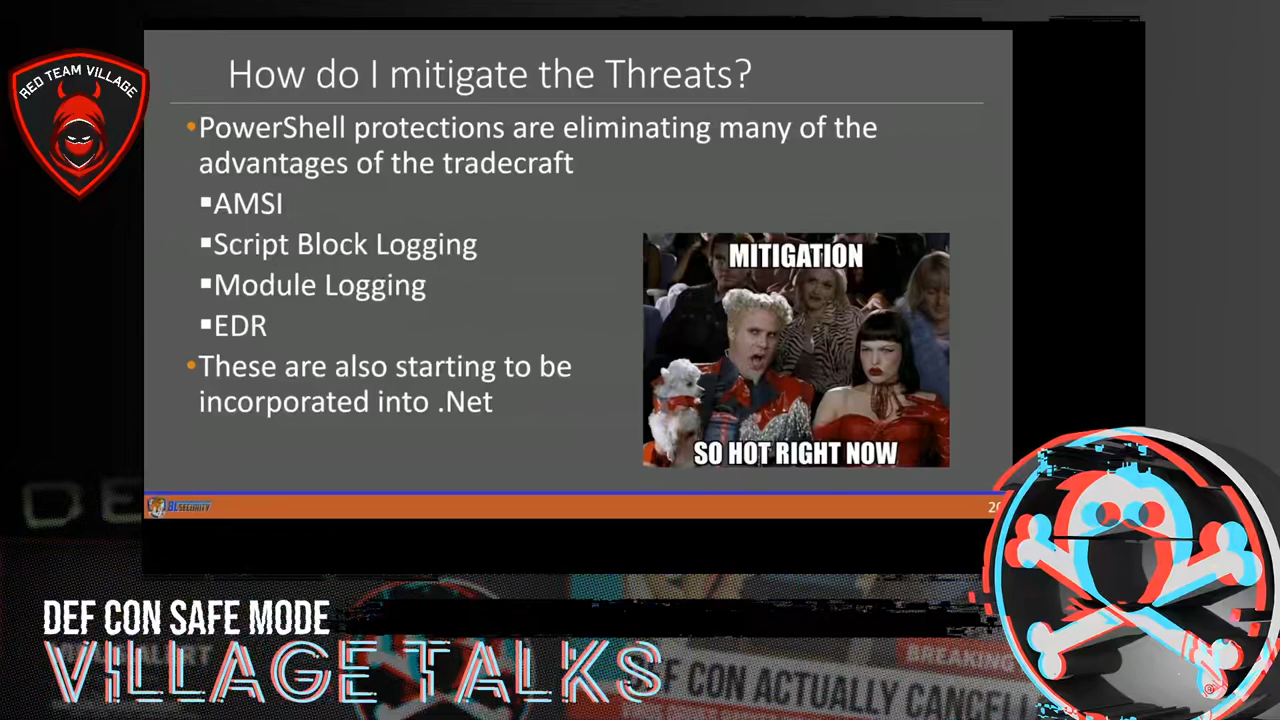 RED TEAM VILLAGE
How do I mitigate the Threats?
•PowerShell protections are eliminating many of the
advantages of the tradecraft
▪AMSI
▪Script Block Logging
▪Module Logging
▪EDR
•These are also starting to be
incorporated into .Net
MITIGATION
SO HOT RIGHT NOW
BLSECURITY
DEF CON SAFE MODE
VILLAGE TALKS
BREAKING
DEF CON ACTUALLY